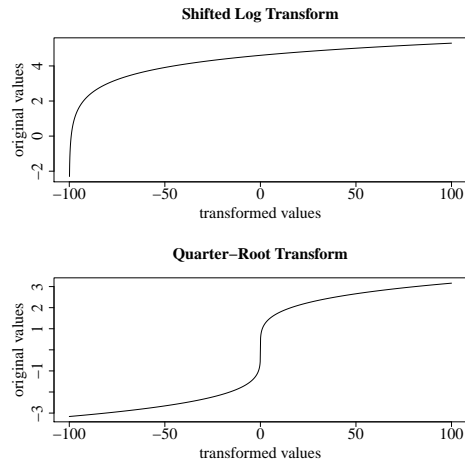 Shifted Log Transform
original values
4
2
0
−2
−100 −50 0 50 100
transformed values
Quarter−Root Transform
original values
3
2
1
−1
−3
−100 −50 0 50 100
transformed values